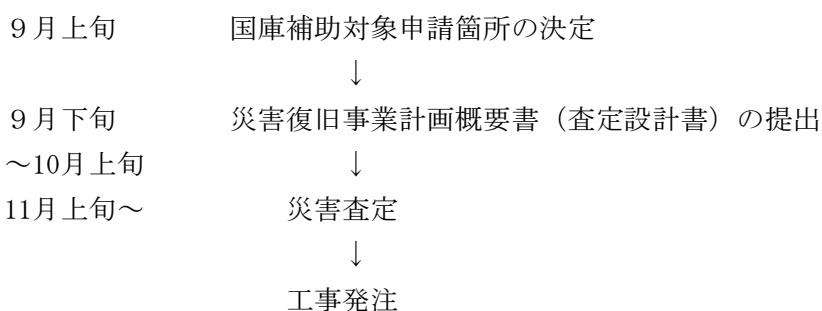 ９月上旬　　　国庫補助対象申請箇所の決定
↓
９月下旬　　　災害復旧事業計画概要書（査定設計書）の提出
～10月上旬　　　↓
11月上旬～　　　災害査定
↓
工事発注